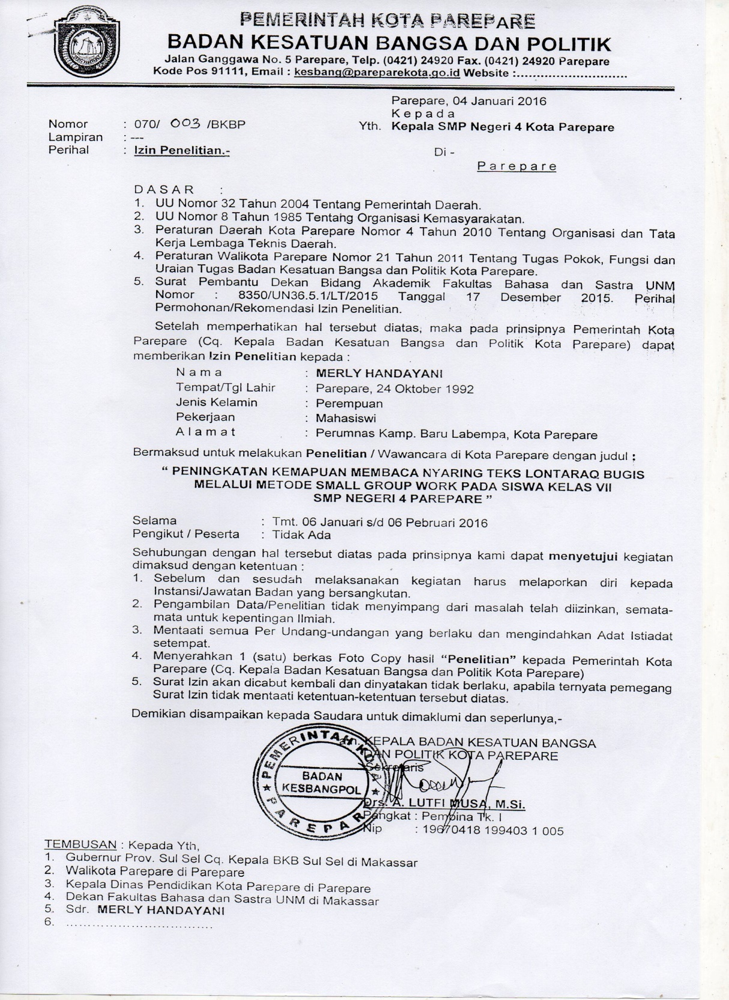 PEMERINTAH KOTA PAREPARE
BADAN KESATUAN BANGSA DAN POLITIK
Jalan Ganggawa No. 5 Parepare, Telp. (0421) 24920 Fax. (0421) 24920 Parepare
Kode Pos 91111, Email : kesbang@pareparekota.go.id Website :...........................
Parepare, 04 Januari 2016
K e p a d a
Nomor : 070/ 003 /BKBP
Yth. Kepala SMP Negeri 4 Kota Parepare
Lampiran : ---
Perihal : Izin Penelitian.-
Di -
P a r e p a r e
D A S A R :
1. UU Nomor 32 Tahun 2004 Tentang Pemerintah Daerah.
2. UU Nomor 8 Tahun 1985 Tentang Organisasi Kemasyarakatan.
3. Peraturan Daerah Kota Parepare Nomor 4 Tahun 2010 Tentang Organisasi dan Tata
Kerja Lembaga Teknis Daerah.
4. Peraturan Walikota Parepare Nomor 21 Tahun 2011 Tentang Tugas Pokok, Fungsi dan
Uraian Tugas Badan Kesatuan Bangsa dan Politik Kota Parepare.
5. Surat Pembantu Dekan Bidang Akademik Fakultas Bahasa dan Sastra UNM
Nomor : 8350/UN36.5.1/LT/2015 Tanggal 17 Desember 2015. Perihal
Permohonan/Rekomendasi Izin Penelitian.
Setelah memperhatikan hal tersebut diatas, maka pada prinsipnya Pemerintah Kota
Parepare (Cq. Kepala Badan Kesatuan Bangsa dan Politik Kota Parepare) dapat
memberikan Izin Penelitian kepada :
N a m a : MERLY HANDAYANI
Tempat/Tgl Lahir : Parepare, 24 Oktober 1992
Jenis Kelamin : Perempuan
Pekerjaan : Mahasiswi
A l a m a t : Perumnas Kamp. Baru Labempa, Kota Parepare
Bermaksud untuk melakukan Penelitian / Wawancara di Kota Parepare dengan judul :
“ PENINGKATAN KEMAPUAN MEMBACA NYARING TEKS LONTARAQ BUGIS
MELALUI METODE SMALL GROUP WORK PADA SISWA KELAS VII
SMP NEGERI 4 PAREPARE ”
Selama : Tmt. 06 Januari s/d 06 Pebruari 2016
Pengikut / Peserta : Tidak Ada
Sehubungan dengan hal tersebut diatas pada prinsipnya kami dapat menyetujui kegiatan
dimaksud dengan ketentuan :
1. Sebelum dan sesudah melaksanakan kegiatan harus melaporkan diri kepada
Instansi/Jawatan Badan yang bersangkutan.
2. Pengambilan Data/Penelitian tidak menyimpang dari masalah telah diizinkan, semata-
mata untuk kepentingan Ilmiah.
3. Mentaati semua Per Undang-undangan yang berlaku dan mengindahkan Adat Istiadat
setempat.
4. Menyerahkan 1 (satu) berkas Foto Copy hasil “Penelitian” kepada Pemerintah Kota
Parepare (Cq. Kepala Badan Kesatuan Bangsa dan Politik Kota Parepare)
5. Surat Izin akan dicabut kembali dan dinyatakan tidak berlaku, apabila ternyata pemegang
Surat Izin tidak mentaati ketentuan-ketentuan tersebut diatas.
Demikian disampaikan kepada Saudara untuk dimaklumi dan seperlunya,-
a.n. KEPALA BADAN KESATUAN BANGSA
DAN POLITIK KOTA PAREPARE
Sekretaris
PEMERINTAH KOTA
BADAN
KESBANGPOL
PAREPARE
Drs. A. LUTFI MUSA, M.Si.
Pangkat : Pembina Tk. I
Nip : 19670418 199403 1 005
TEMBUSAN : Kepada Yth,
1. Gubernur Prov. Sul Sel Cq. Kepala BKB Sul Sel di Makassar
2. Walikota Parepare di Parepare
3. Kepala Dinas Pendidikan Kota Parepare di Parepare
4. Dekan Fakultas Bahasa dan Sastra UNM di Makassar
5. Sdr. MERLY HANDAYANI
6. ..................................